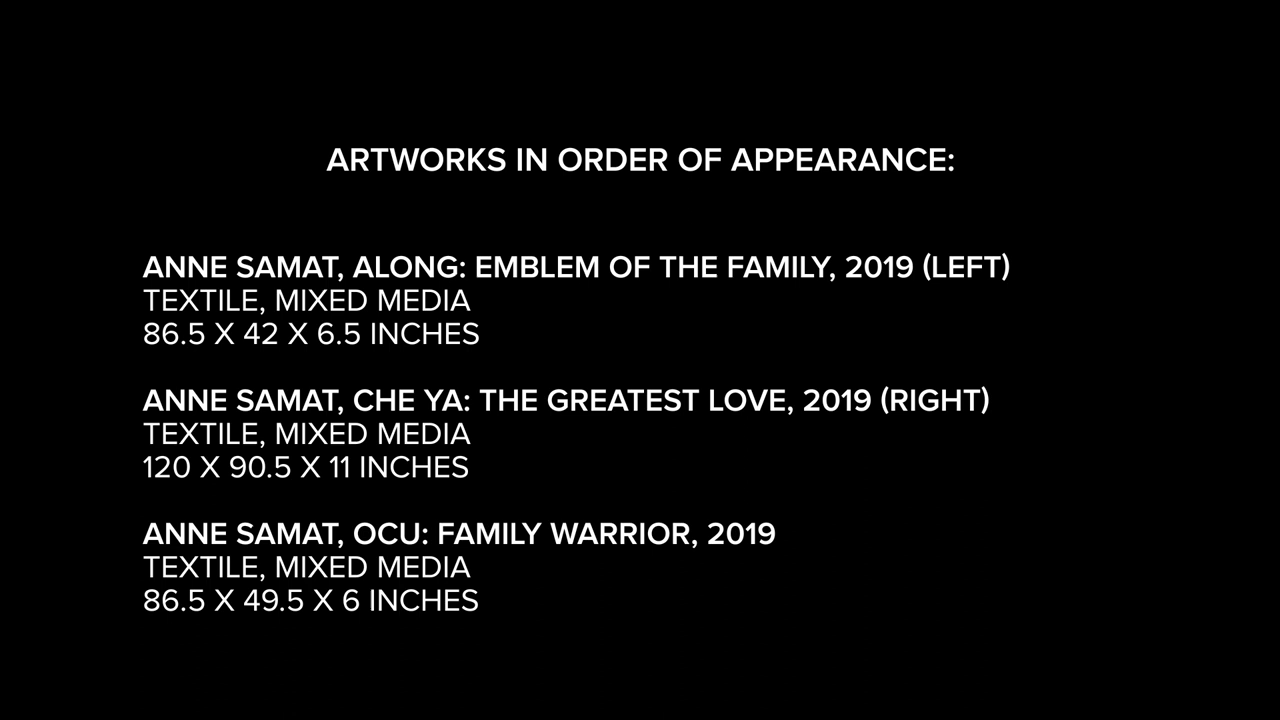 ARTWORKS IN ORDER OF APPEARANCE:
ANNE SAMAT, ALONG: EMBLEM OF THE FAMILY, 2019 (LEFT)
TEXTILE, MIXED MEDIA
86.5 X 42 X 6.5 INCHES
ANNE SAMAT, CHE YA: THE GREATEST LOVE, 2019 (RIGHT)
TEXTILE, MIXED MEDIA
120 X 90.5 X 11 INCHES
ANNE SAMAT, OCU: FAMILY WARRIOR, 2019
TEXTILE, MIXED MEDIA
86.5 X 49.5 X 6 INCHES